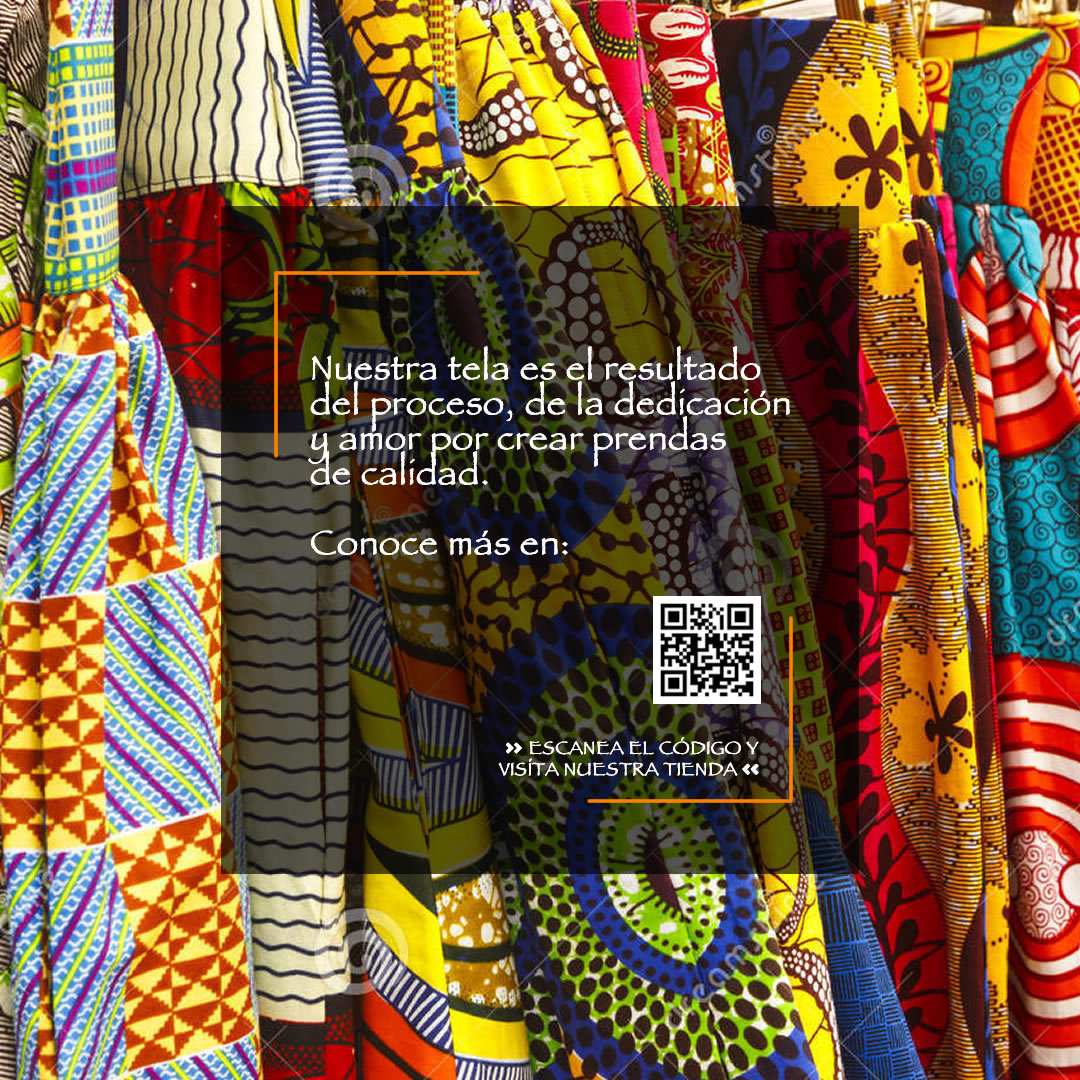 Nuestra tela es el resultado
del proceso, de la dedicación
y amor por crear prendas
de calidad.
Conoce más en:
» ESCANEA EL CÓDIGO Y
VISÍTA NUESTRA TIENDA «